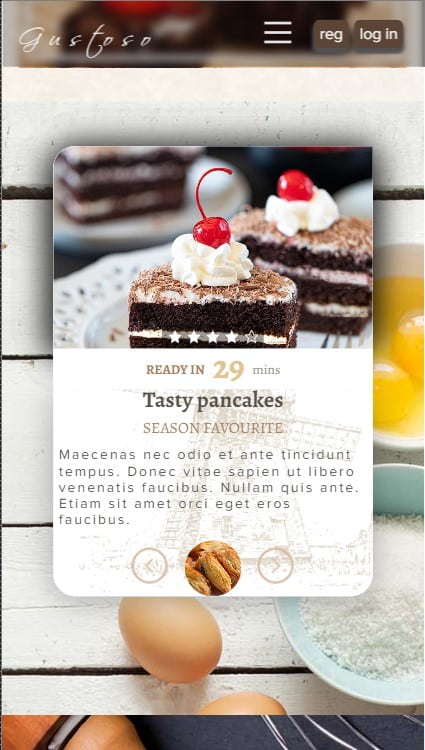 Gustoso
reg
log in
READY IN 29 mins
Tasty pancakes
SEASON FAVOURITE
Maecenas nec odio et ante tincidunt
tempus. Donec vitae sapien ut libero
venenatis faucibus. Nullam quis ante.
Etiam sit amet orci eget eros
faucibus.